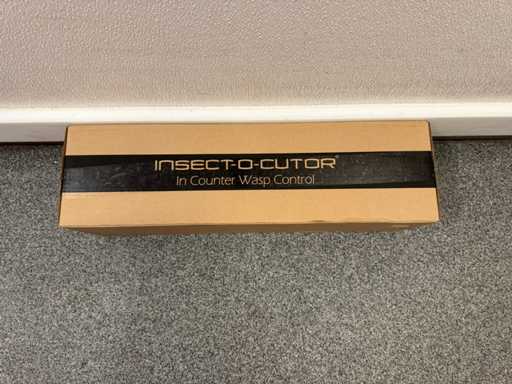 INSECT-O-CUTOR®
In Counter Wasp Control